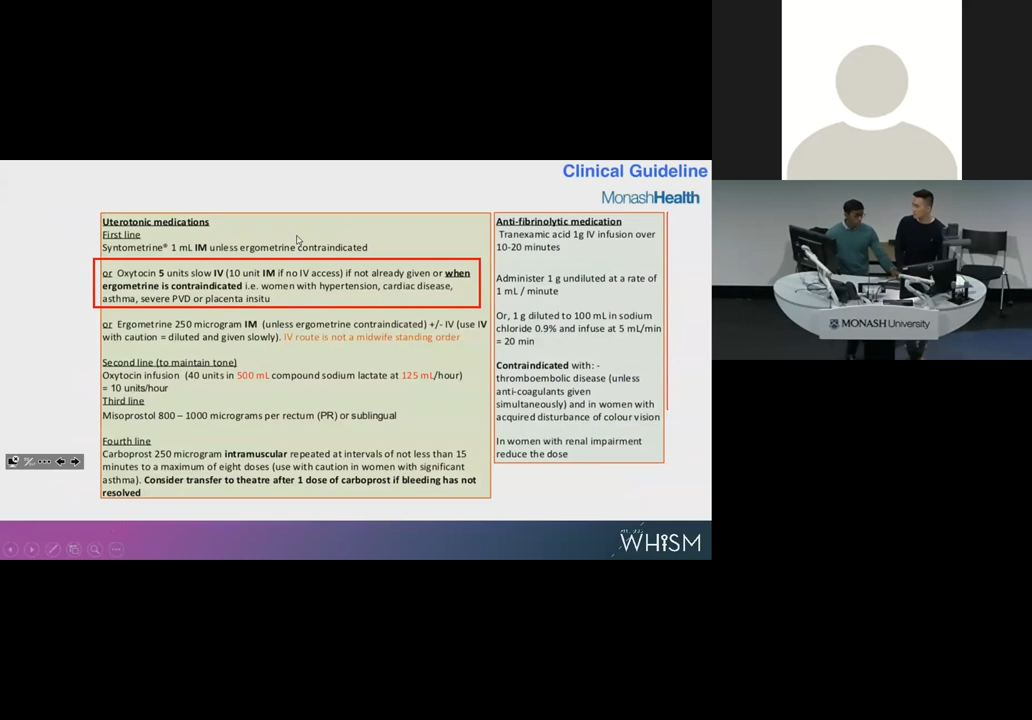 Clinical Guideline
MonashHealth
Uterotonic medications
First line
Syntometrine® 1 mL IM unless ergometrine contraindicated
or Oxytocin 5 units slow IV (10 unit IM if no IV access) if not already given or when
ergometrine is contraindicated i.e. women with hypertension, cardiac disease,
asthma, severe PVD or placenta insitu
or Ergometrine 250 microgram IM (unless ergometrine contraindicated) +/- IV (use IV
with caution = diluted and given slowly). IV route is not a midwife standing order
Second line (to maintain tone)
Oxytocin infusion (40 units in 500 mL compound sodium lactate at 125 mL/hour)
= 10 units/hour
Third line
Misoprostol 800 – 1000 micrograms per rectum (PR) or sublingual
Fourth line
Carboprost 250 microgram intramuscular repeated at intervals of not less than 15
minutes to a maximum of eight doses (use with caution in women with significant
asthma). Consider transfer to theatre after 1 dose of carboprost if bleeding has not
resolved
Anti-fibrinolytic medication
Tranexamic acid 1g IV infusion over
10-20 minutes
Administer 1 g undiluted at a rate of
1 mL / minute
Or, 1 g diluted to 100 mL in sodium
chloride 0.9% and infuse at 5 mL/min
= 20 min
Contraindicated with: -
thromboembolic disease (unless
anti-coagulants given
simultaneously) and in women with
acquired disturbance of colour vision
In women with renal impairment
reduce the dose
WHISM
MONASH University